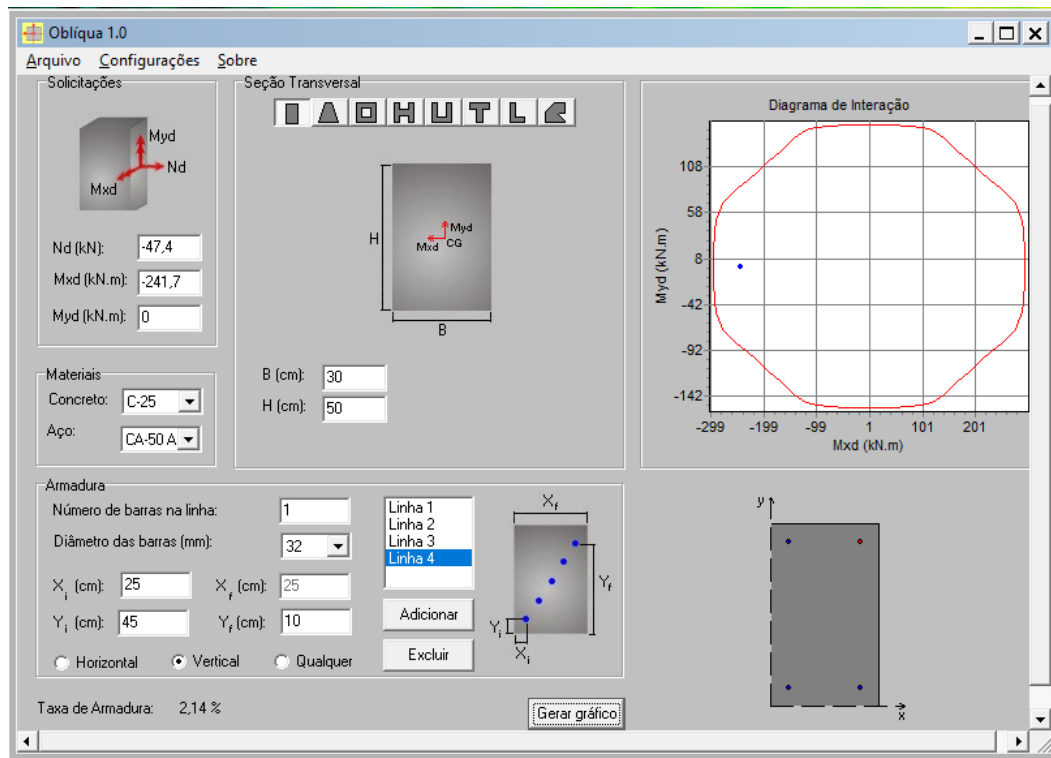 Oblíqua 1.0
Arquivo Configurações Sobre
Solicitações
Myd
Nd
Mxd
Nd (kN): -47,4
Mxd (kN.m): -241,7
Myd (kN.m): 0
Materiais
Concreto: C-25
Aço: CA-50 A
Seção Transversal
H
Myd
Mxd CG
B
B (cm): 30
H (cm): 50
Diagrama de Interação
Myd (kN.m)
108
58
8
-42
-92
-142
-299 -199 -99 1 101 201
Mxd (kN.m)
Armadura
Número de barras na linha: 1
Diâmetro das barras (mm): 32
Xi (cm): 25 Xf (cm): 25
Yi (cm): 45 Yf (cm): 10
Horizontal Vertical Qualquer
Linha 1
Linha 2
Linha 3
Linha 4
Adicionar
Excluir
Xf
Yf
Yi
Xi
y
x
Taxa de Armadura: 2,14 %
Gerar gráfico